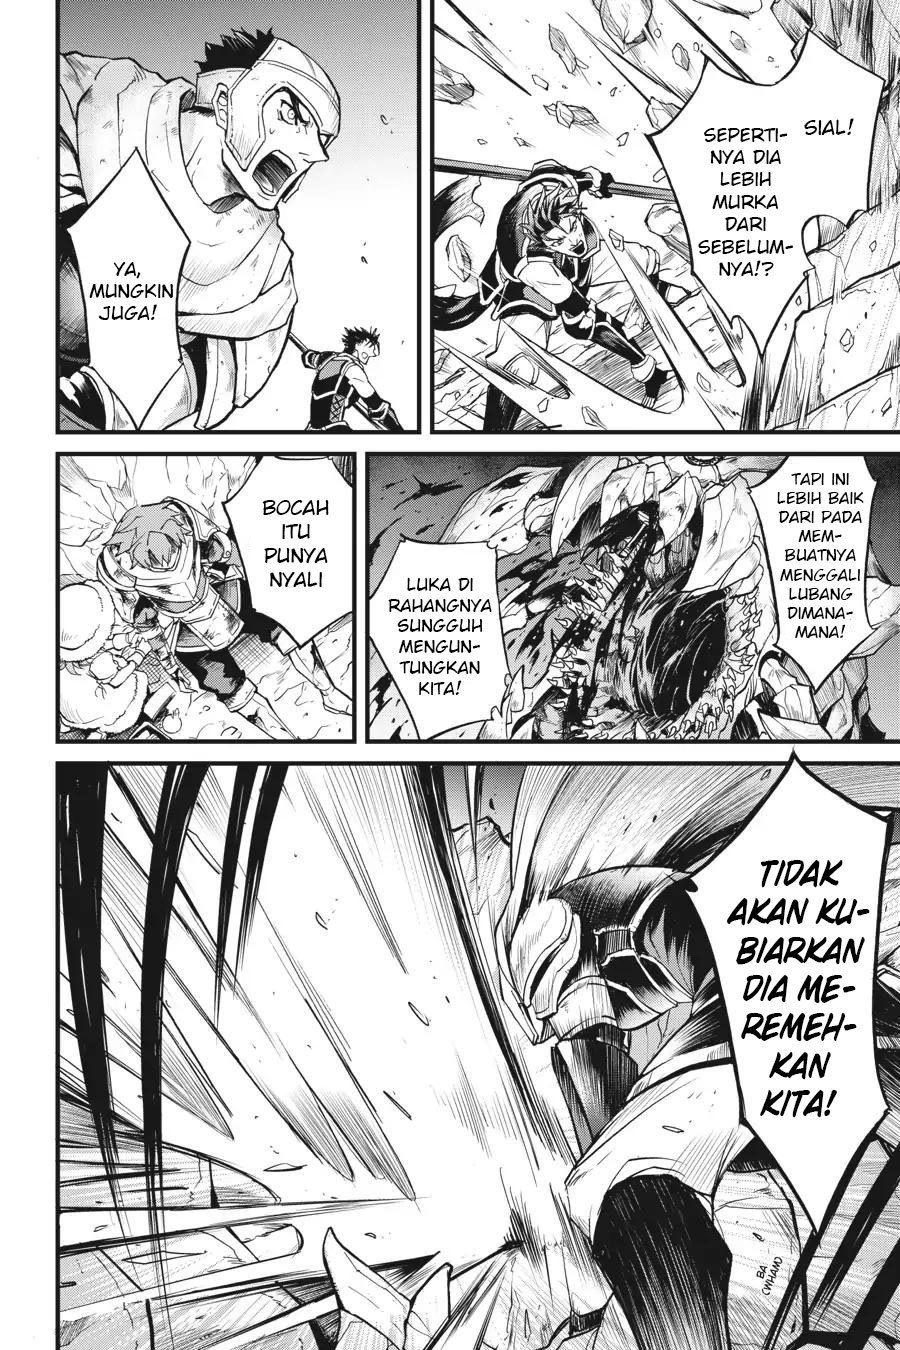 SIAL!
SEPERTI-
NYA DIA
LEBIH
MURKA
DARI
SEBELUM-
NYA!?
YA,
MUNGKIN
JUGA!
TAPI INI
LEBIH BAIK
DARI PADA
MEM-
BUATNYA
MENGGALI
LUBANG
DIMANA-
MANA!
LUKA DI
RAHANGNYA
SUNGGUH
MENGUN-
TUNGKAN
KITA!
BOCAH
ITU
PUNYA
NYALI
TIDAK
AKAN KU-
BIARKAN
DIA ME-
REMEH-
KAN
KITA!
BA
(WHAM)